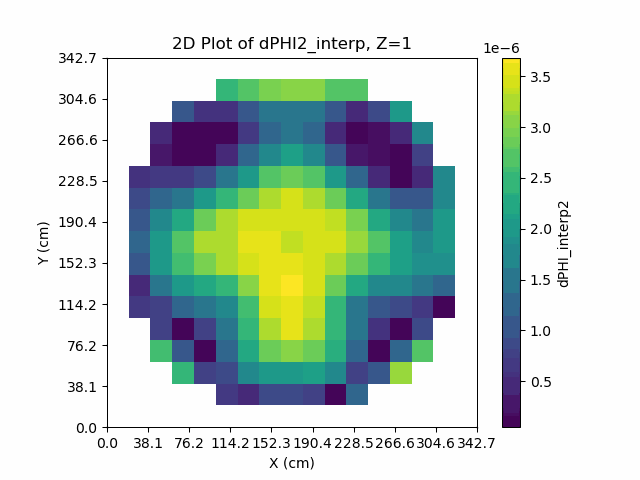 2D Plot of dPHI2_interp, Z=1
1e−6
342.7
304.6
266.6
228.5
190.4
152.3
114.2
76.2
38.1
0.0
Y (cm)
0.0 38.1 76.2 114.2 152.3 190.4 228.5 266.6 304.6 342.7
X (cm)
3.5
3.0
2.5
2.0
1.5
1.0
0.5
dPHI_interp2